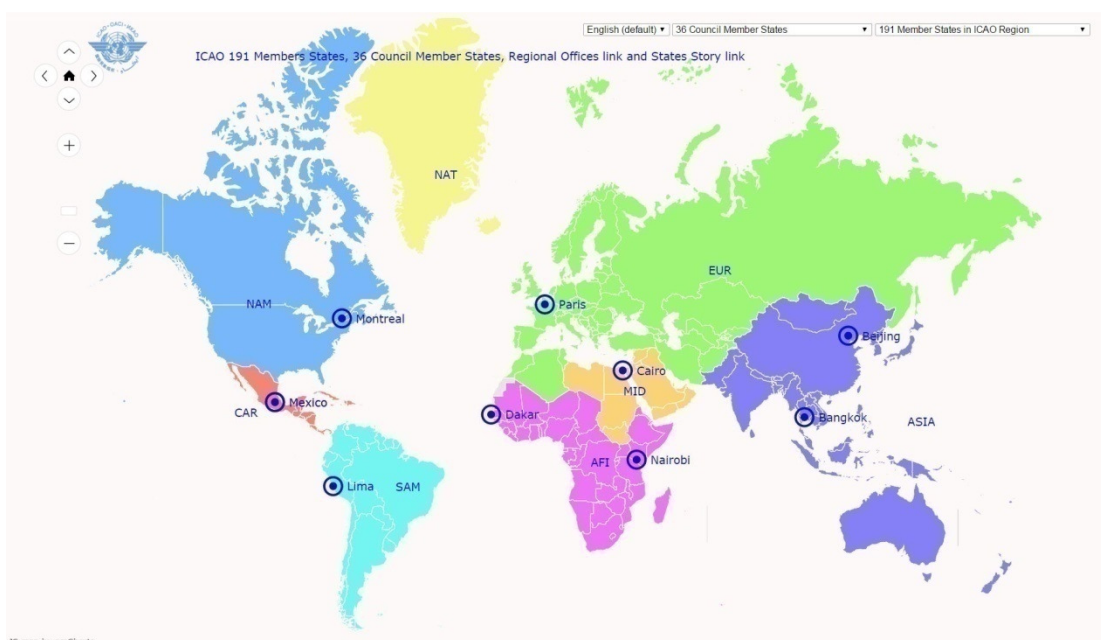 English (default)
36 Council Member States
191 Member States in ICAO Region
ICAO 191 Members States, 36 Council Member States, Regional Offices link and States Story link
NAT
EUR
NAM
Montreal
Paris
Beijing
Cairo
MID
CAR
Mexico
Dakar
Bangkok
ASIA
AFI
Nairobi
Lima
SAM